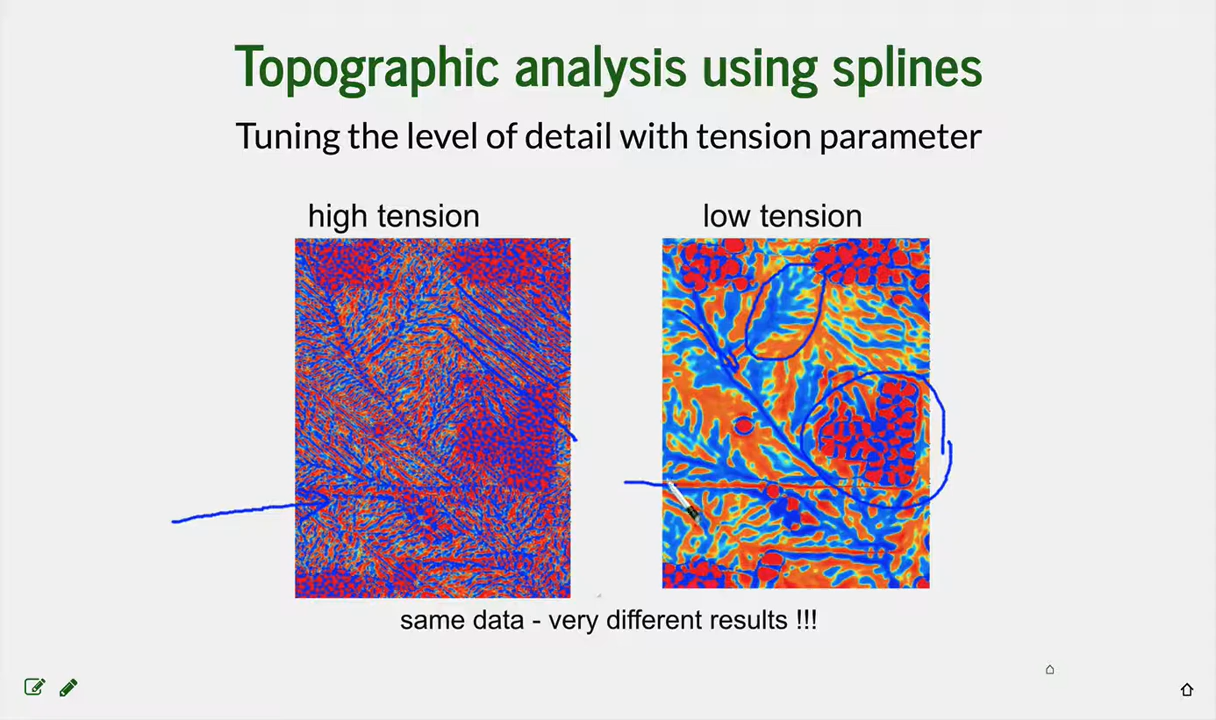 Topographic analysis using splines
Tuning the level of detail with tension parameter
high tension
low tension
same data - very different results !!!